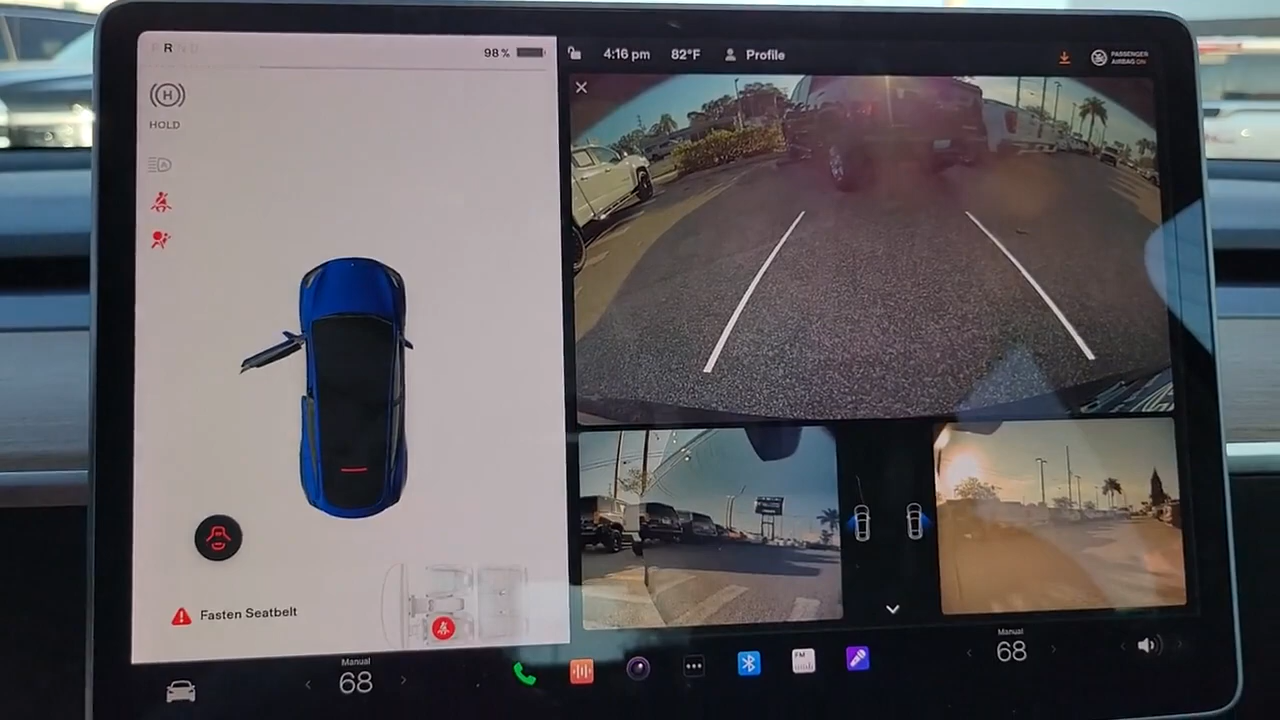 P R N D
98%
4:16 pm 82°F Profile
PASSENGER
AIRBAG ON
HOLD
Fasten Seatbelt
Manual
68
FM
Manual
68